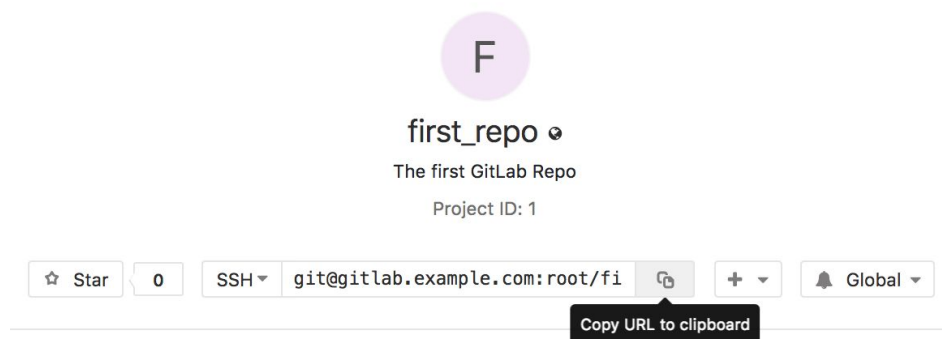 F
first_repo
The first GitLab Repo
Project ID: 1
Star 0 SSH git@gitlab.example.com:root/fi Global
Copy URL to clipboard